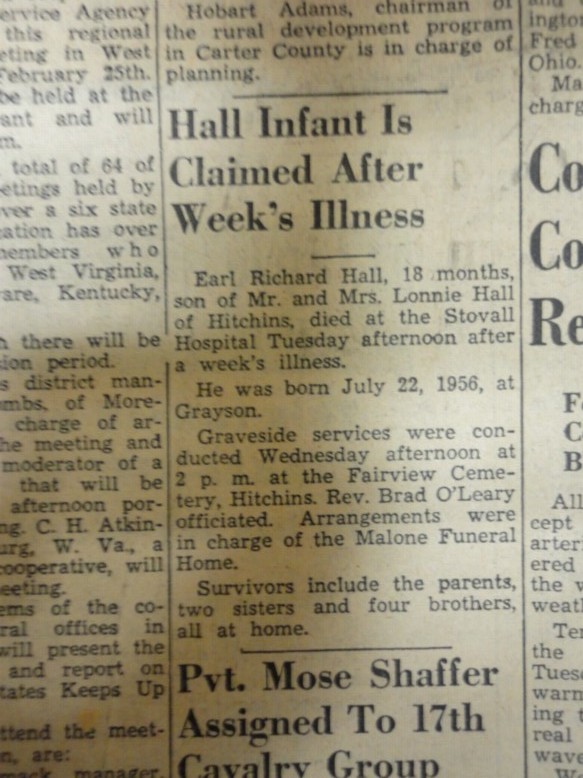 ervice Agency
this regional
eting in West
February 25th.
be held at the
ant and will
m.
total of 64 of
etings held by
ver a six state
ation has over
members who
West Virginia,
are, Kentucky,
n there will be
sion period.
s district man-
mbs, of More-
charge of ar-
he meeting and
moderator of a
that will be
afternoon por-
ng. C. H. Atkin-
urg, W. Va., a
cooperative, will
eeting.
ems of the co-
ral offices in
will present the
and report on
tates Keeps Up
ttend the meet-
n, are:
manager,
Hobart Adams, chairman of
the rural development program
in Carter County is in charge of
planning.
Hall Infant Is
Claimed After
Week's Illness
Earl Richard Hall, 18 months,
son of Mr. and Mrs. Lonnie Hall
of Hitchins, died at the Stovall
Hospital Tuesday afternoon after
a week's illness.
He was born July 22, 1956, at
Grayson.
Graveside services were con-
ducted Wednesday afternoon at
2 p. m. at the Fairview Ceme-
tery, Hitchins. Rev. Brad O'Leary
officiated. Arrangements were
in charge of the Malone Funeral
Home.
Survivors include the parents,
two sisters and four brothers,
all at home.
Pvt. Mose Shaffer
Assigned To 17th
Cavalry Group
and
ington
Fred
Ohio.
Ma
charg
Co
Co
Re
F
C
B
All
cept
arter
ered
the w
weath
Ter
the
Tues
warn
ing t
real
wave